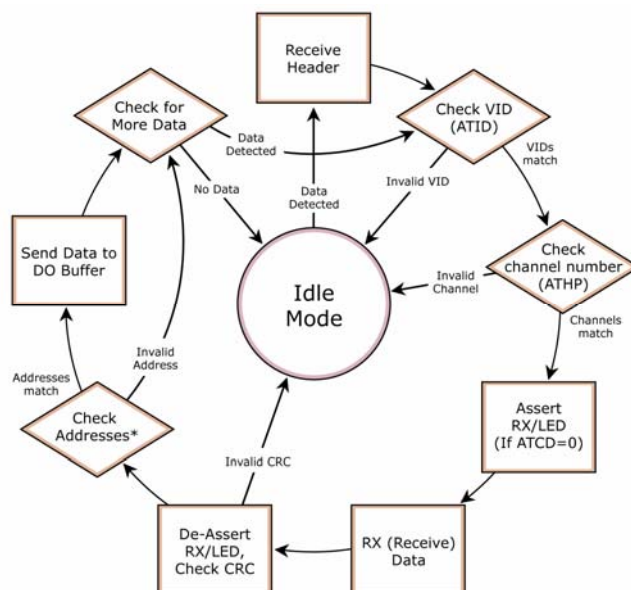 Receive
Header
Check for
More Data
Check VID
(ATID)
Data
Detected
VIDs
match
No Data
Data
Detected
Invalid VID
Send Data to
DO Buffer
Check
channel number
(ATHP)
Idle
Mode
Invalid
Channel
Channels
match
Invalid
Address
Addresses
match
Check
Addresses*
Assert
RX/LED
(If ATCD=0)
Invalid CRC
De-Assert
RX/LED,
Check CRC
RX (Receive)
Data